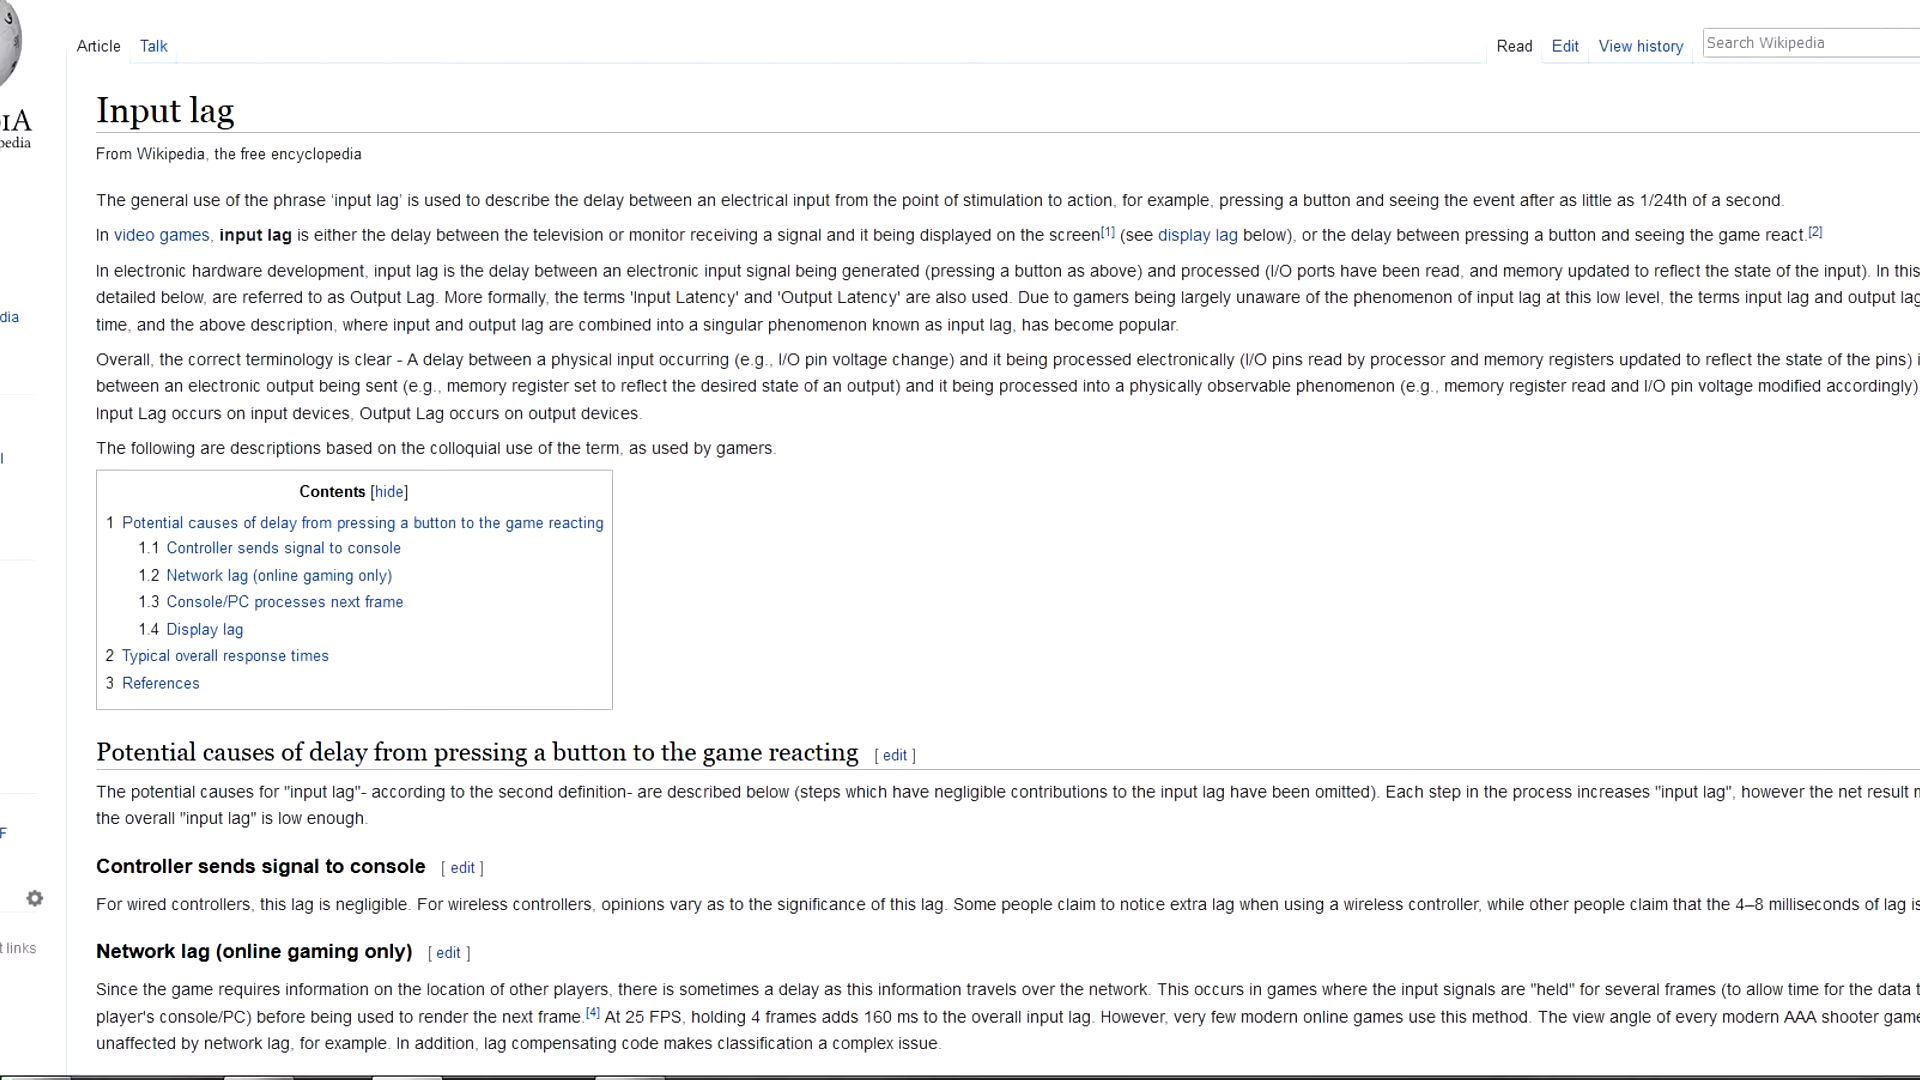 Article Talk Read Edit View history Search Wikipedia
Input lag
From Wikipedia, the free encyclopedia
The general use of the phrase 'input lag' is used to describe the delay between an electrical input from the point of stimulation to action, for example, pressing a button and seeing the event after as little as 1/24th of a second.
In video games, input lag is either the delay between the television or monitor receiving a signal and it being displayed on the screen[1] (see display lag below), or the delay between pressing a button and seeing the game react.[2]
In electronic hardware development, input lag is the delay between an electronic input signal being generated (pressing a button as above) and processed (I/O ports have been read, and memory updated to reflect the state of the input). In this
detailed below, are referred to as Output Lag. More formally, the terms 'Input Latency' and 'Output Latency' are also used. Due to gamers being largely unaware of the phenomenon of input lag at this low level, the terms input lag and output lag
time, and the above description, where input and output lag are combined into a singular phenomenon known as input lag, has become popular.
Overall, the correct terminology is clear - A delay between a physical input occurring (e.g., I/O pin voltage change) and it being processed electronically (I/O pins read by processor and memory registers updated to reflect the state of the pins)
between an electronic output being sent (e.g., memory register set to reflect the desired state of an output) and it being processed into a physically observable phenomenon (e.g., memory register read and I/O pin voltage modified accordingly)
Input Lag occurs on input devices, Output Lag occurs on output devices.
The following are descriptions based on the colloquial use of the term, as used by gamers.
Contents [hide]
1 Potential causes of delay from pressing a button to the game reacting
1.1 Controller sends signal to console
1.2 Network lag (online gaming only)
1.3 Console/PC processes next frame
1.4 Display lag
2 Typical overall response times
3 References
Potential causes of delay from pressing a button to the game reacting [ edit ]
The potential causes for "input lag"- according to the second definition- are described below (steps which have negligible contributions to the input lag have been omitted). Each step in the process increases "input lag", however the net result
the overall "input lag" is low enough.
Controller sends signal to console [ edit ]
For wired controllers, this lag is negligible. For wireless controllers, opinions vary as to the significance of this lag. Some people claim to notice extra lag when using a wireless controller, while other people claim that the 4–8 milliseconds of lag is
links
Network lag (online gaming only) [ edit ]
Since the game requires information on the location of other players, there is sometimes a delay as this information travels over the network. This occurs in games where the input signals are "held" for several frames (to allow time for the data
player's console/PC) before being used to render the next frame.[4] At 25 FPS, holding 4 frames adds 160 ms to the overall input lag. However, very few modern online games use this method. The view angle of every modern AAA shooter game
unaffected by network lag, for example. In addition, lag compensating code makes classification a complex issue.